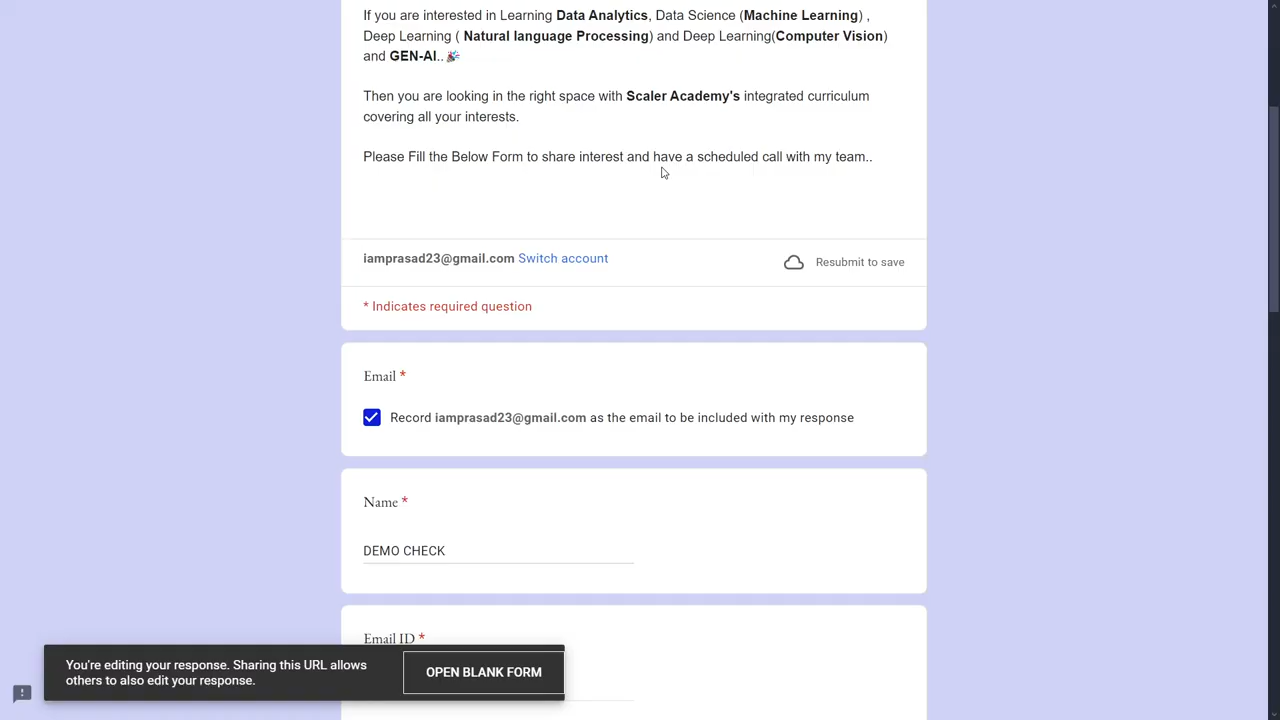 If you are interested in Learning Data Analytics, Data Science (Machine Learning) ,
Deep Learning ( Natural language Processing) and Deep Learning(Computer Vision)
and GEN-AI.. 🎉
Then you are looking in the right space with Scaler Academy's integrated curriculum
covering all your interests.
Please Fill the Below Form to share interest and have a scheduled call with my team..
iamprasad23@gmail.com Switch account
Resubmit to save
* Indicates required question
Email *
Record iamprasad23@gmail.com as the email to be included with my response
Name *
DEMO CHECK
Email ID *
You're editing your response. Sharing this URL allows
others to also edit your response.
OPEN BLANK FORM